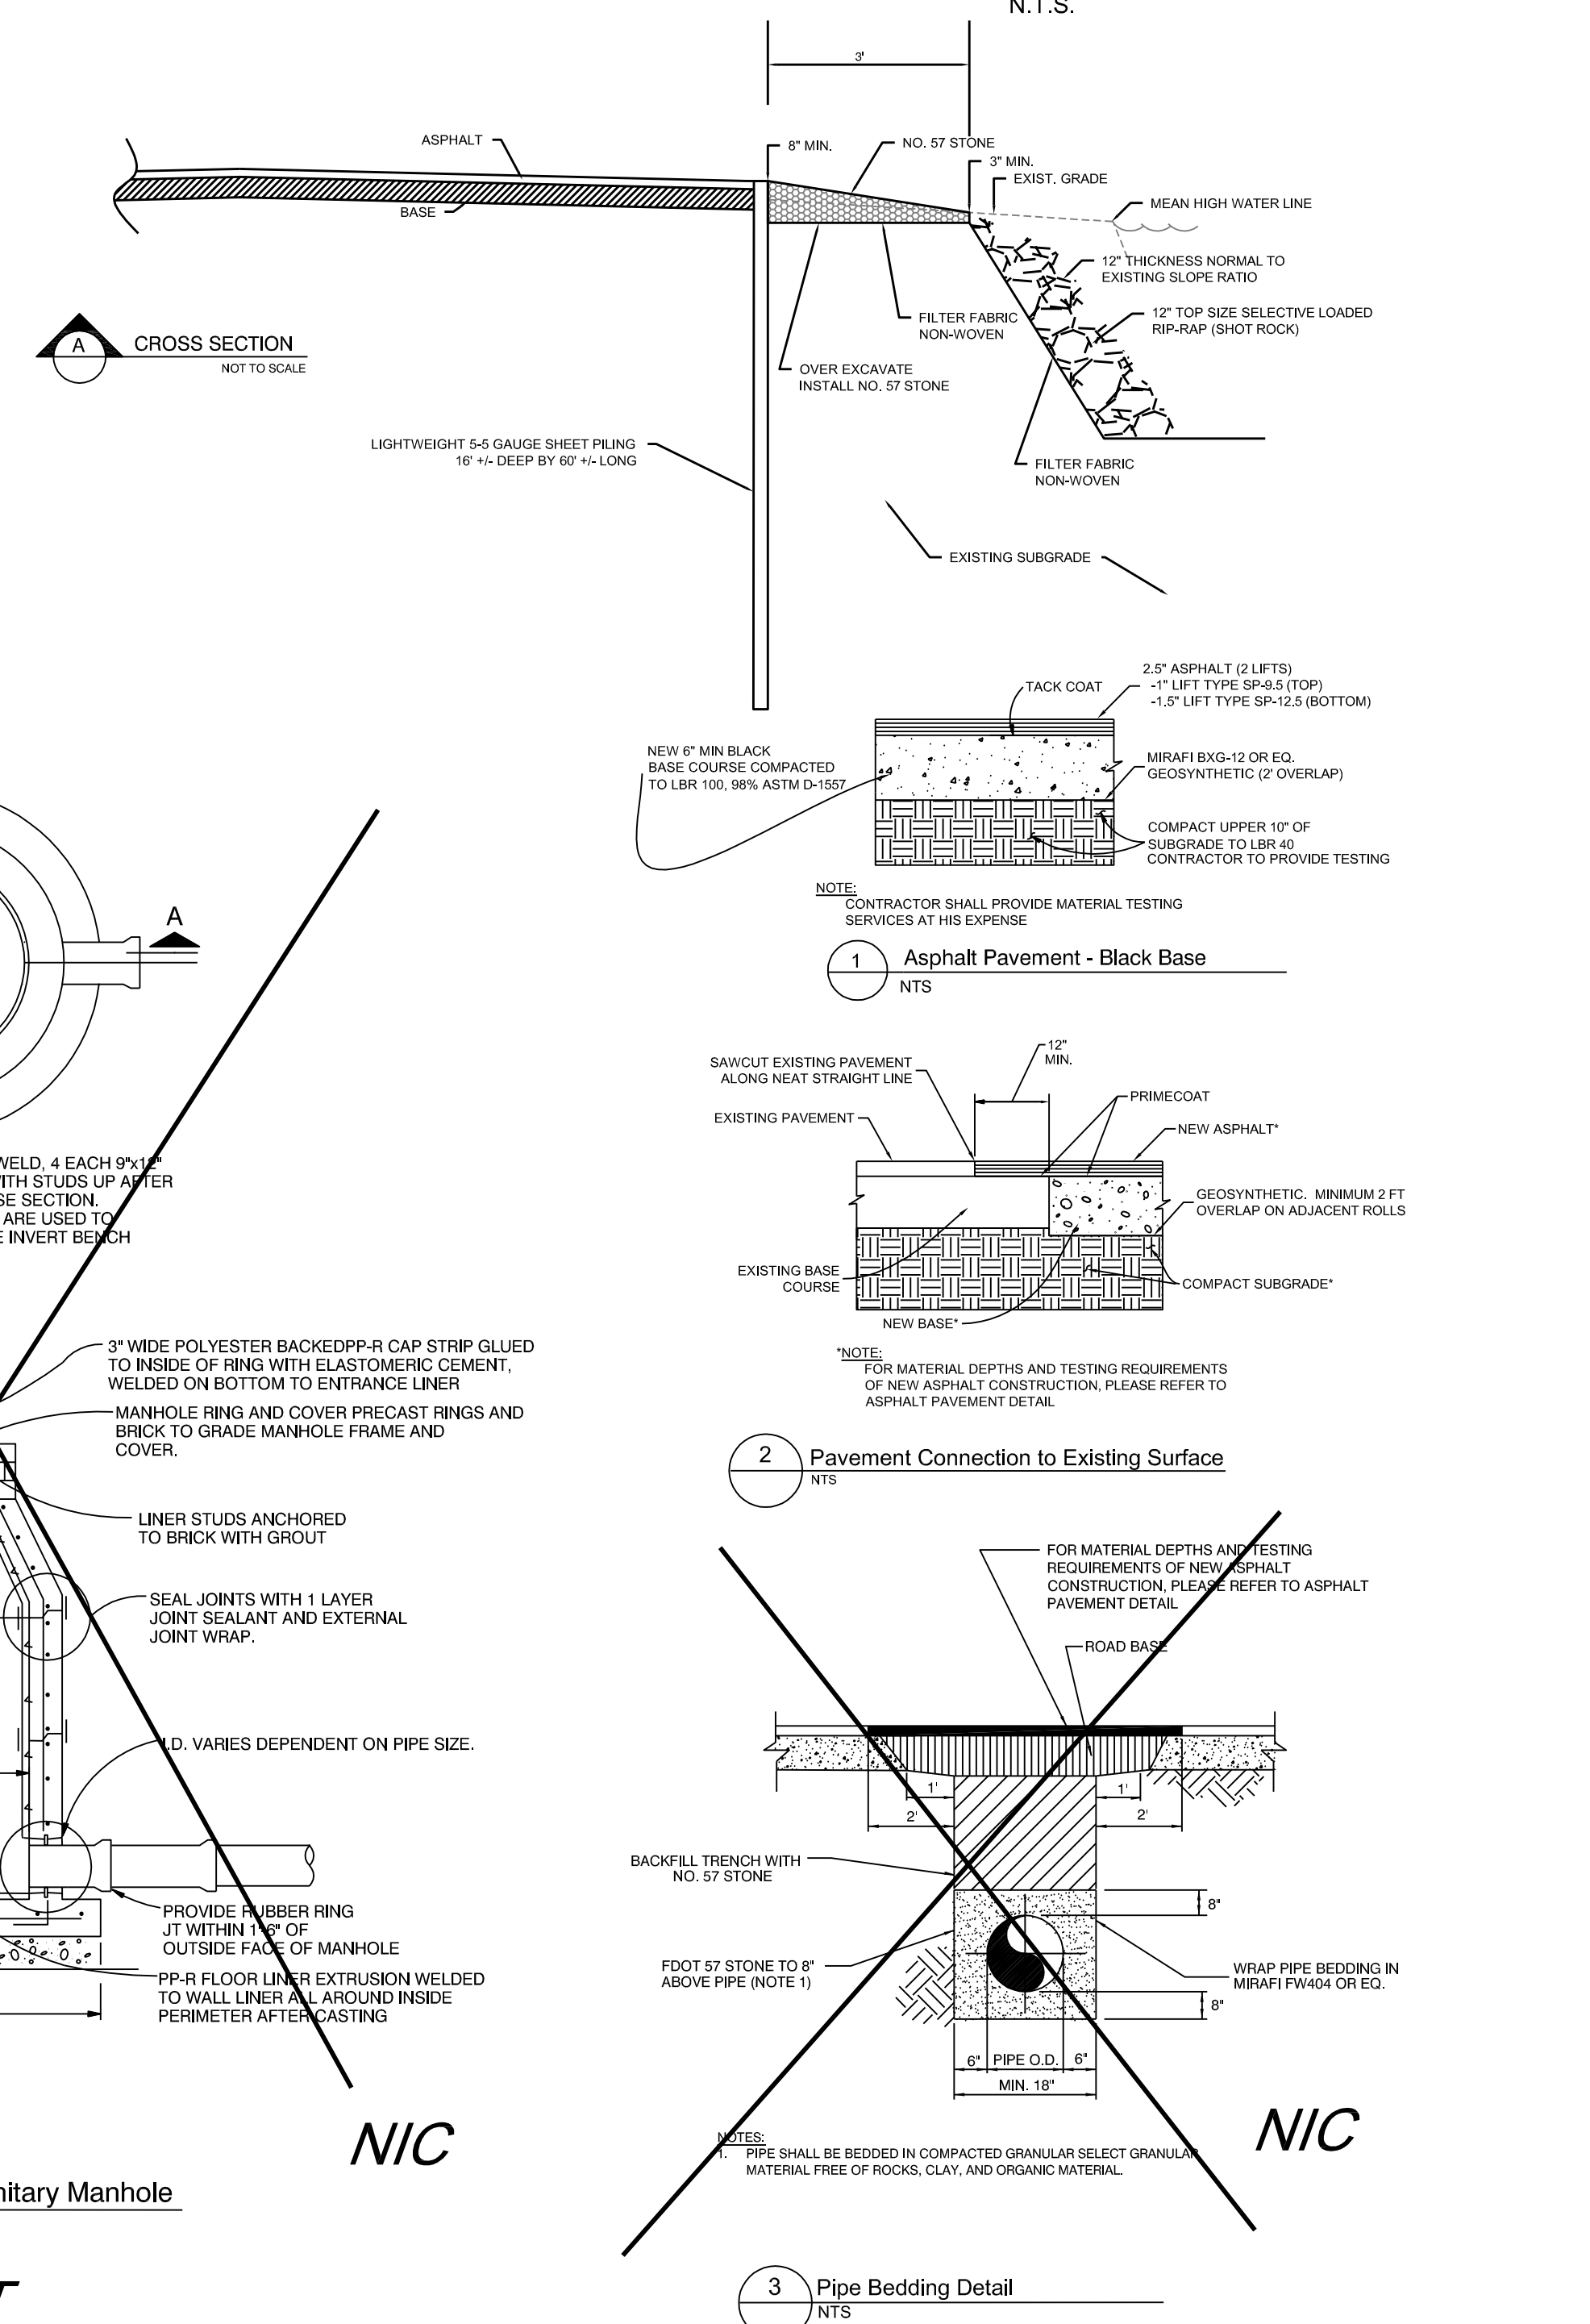 N.T.S.
3'
ASPHALT
8" MIN.
NO. 57 STONE
3" MIN.
EXIST. GRADE
BASE
MEAN HIGH WATER LINE
12" THICKNESS NORMAL TO
EXISTING SLOPE RATIO
12" TOP SIZE SELECTIVE LOADED
RIP-RAP (SHOT ROCK)
FILTER FABRIC
NON-WOVEN
A
CROSS SECTION
NOT TO SCALE
OVER EXCAVATE
INSTALL NO. 57 STONE
LIGHTWEIGHT 5-5 GAUGE SHEET PILING
16' +/- DEEP BY 60' +/- LONG
FILTER FABRIC
NON-WOVEN
EXISTING SUBGRADE
2.5" ASPHALT (2 LIFTS)
-1" LIFT TYPE SP-9.5 (TOP)
-1.5" LIFT TYPE SP-12.5 (BOTTOM)
TACK COAT
NEW 6" MIN BLACK
BASE COURSE COMPACTED
TO LBR 100, 98% ASTM D-1557
MIRAFI BXG-12 OR EQ.
GEOSYNTHETIC (2' OVERLAP)
COMPACT UPPER 10" OF
SUBGRADE TO LBR 40
CONTRACTOR TO PROVIDE TESTING
NOTE:
CONTRACTOR SHALL PROVIDE MATERIAL TESTING
SERVICES AT HIS EXPENSE
1
Asphalt Pavement - Black Base
NTS
A
12"
MIN.
SAWCUT EXISTING PAVEMENT
ALONG NEAT STRAIGHT LINE
PRIMECOAT
EXISTING PAVEMENT
NEW ASPHALT*
GEOSYNTHETIC. MINIMUM 2 FT
OVERLAP ON ADJACENT ROLLS
EXISTING BASE
COURSE
COMPACT SUBGRADE*
NEW BASE*
*NOTE:
FOR MATERIAL DEPTHS AND TESTING REQUIREMENTS
OF NEW ASPHALT CONSTRUCTION, PLEASE REFER TO
ASPHALT PAVEMENT DETAIL
2
Pavement Connection to Existing Surface
NTS
WELD, 4 EACH 9"x12"
WITH STUDS UP AFTER
SE SECTION.
ARE USED TO
E INVERT BENCH
3" WIDE POLYESTER BACKEDPP-R CAP STRIP GLUED
TO INSIDE OF RING WITH ELASTOMERIC CEMENT,
WELDED ON BOTTOM TO ENTRANCE LINER
MANHOLE RING AND COVER PRECAST RINGS AND
BRICK TO GRADE MANHOLE FRAME AND
COVER.
LINER STUDS ANCHORED
TO BRICK WITH GROUT
SEAL JOINTS WITH 1 LAYER
JOINT SEALANT AND EXTERNAL
JOINT WRAP.
I.D. VARIES DEPENDENT ON PIPE SIZE.
PROVIDE RUBBER RING
JT WITHIN 1'-6" OF
OUTSIDE FACE OF MANHOLE
PP-R FLOOR LINER EXTRUSION WELDED
TO WALL LINER ALL AROUND INSIDE
PERIMETER AFTER CASTING
NIC
nitary Manhole
FOR MATERIAL DEPTHS AND TESTING
REQUIREMENTS OF NEW ASPHALT
CONSTRUCTION, PLEASE REFER TO ASPHALT
PAVEMENT DETAIL
ROAD BASE
1'
1'
2'
2'
BACKFILL TRENCH WITH
NO. 57 STONE
8"
FDOT 57 STONE TO 8"
ABOVE PIPE (NOTE 1)
WRAP PIPE BEDDING IN
MIRAFI FW404 OR EQ.
8"
6" PIPE O.D. 6"
MIN. 18"
NIC
NOTES:
1. PIPE SHALL BE BEDDED IN COMPACTED GRANULAR SELECT GRANULAR
MATERIAL FREE OF ROCKS, CLAY, AND ORGANIC MATERIAL.
3
Pipe Bedding Detail
NTS